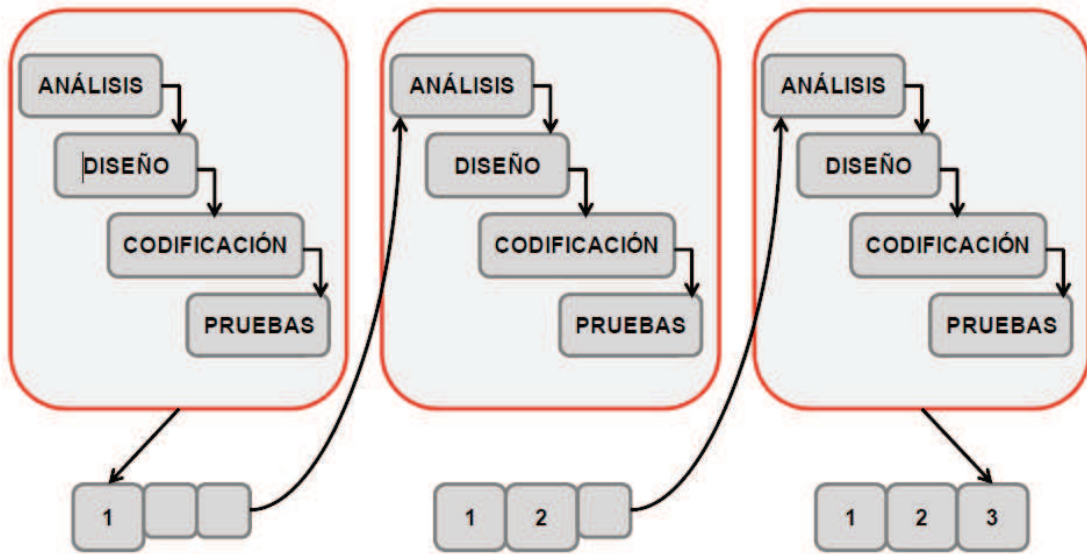 ANÁLISIS
DISEÑO
CODIFICACIÓN
PRUEBAS
ANÁLISIS
DISEÑO
CODIFICACIÓN
PRUEBAS
ANÁLISIS
DISEÑO
CODIFICACIÓN
PRUEBAS
1
1 2
1 2 3